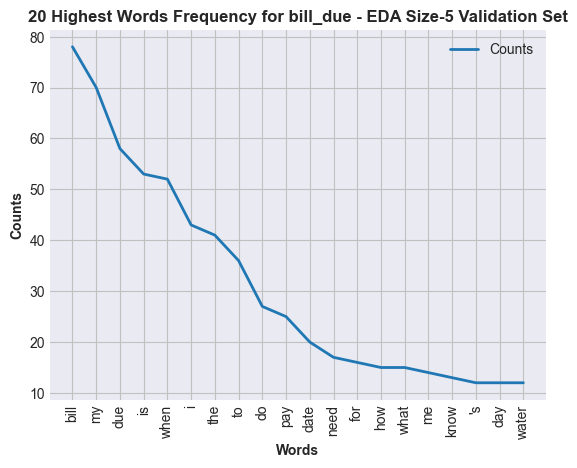 20 Highest Words Frequency for bill_due - EDA Size-5 Validation Set
Counts
80
70
60
50
40
30
20
10
Counts
bill
my
due
is
when
i
the
to
do
pay
date
need
for
how
what
me
know
's
day
water
Words